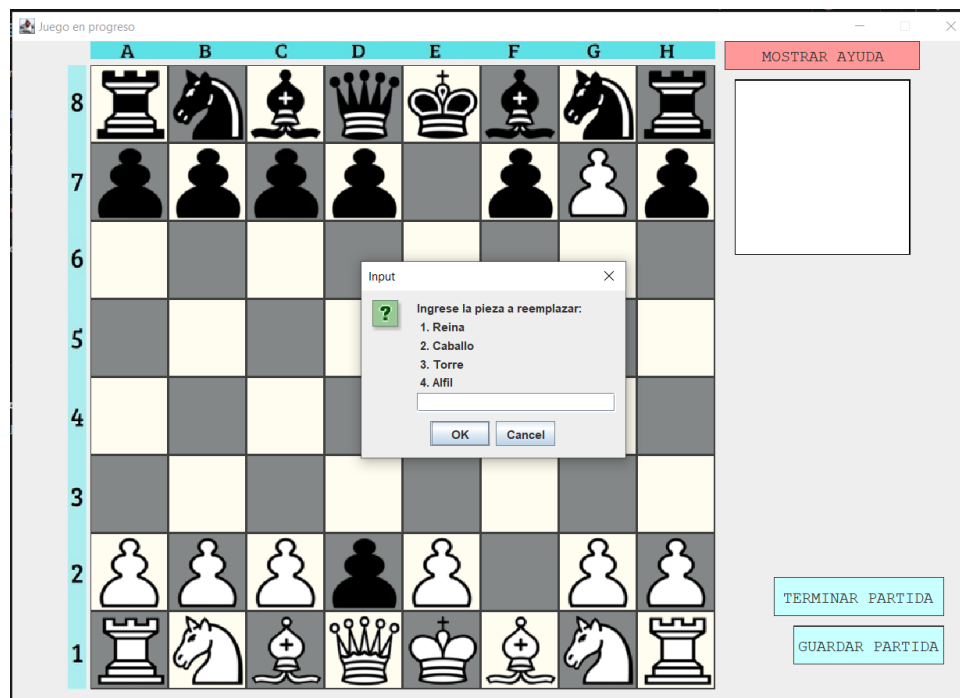 Juego en progreso
A B C D E F G H
MOSTRAR AYUDA
8
7
6
5
4
3
2
1
Input
?
Ingrese la pieza a reemplazar:
1. Reina
2. Caballo
3. Torre
4. Alfil
OK Cancel
TERMINAR PARTIDA
GUARDAR PARTIDA